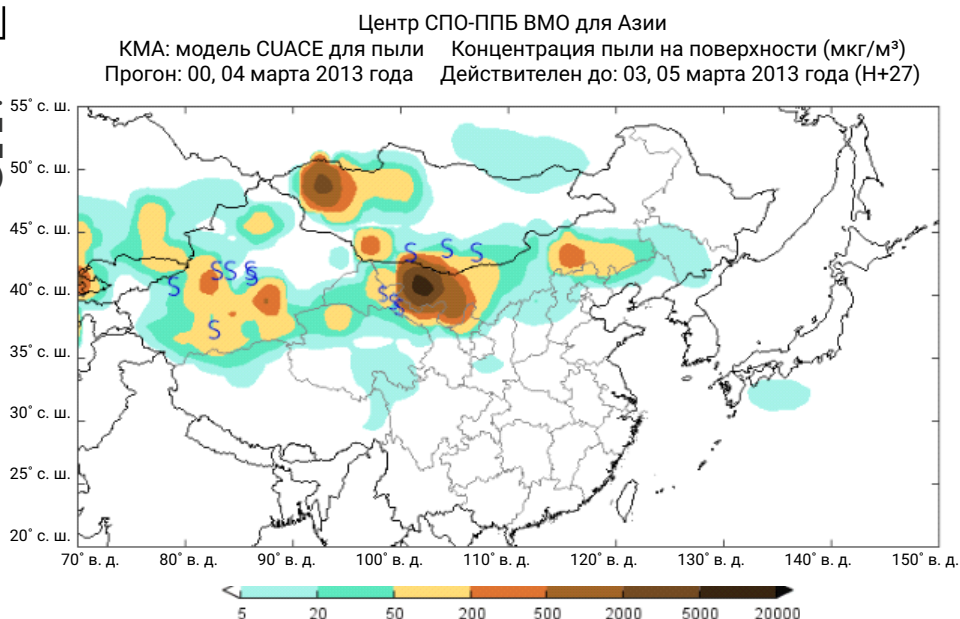 Центр СПО-ППБ ВМО для Азии
КМА: модель CUACE для пыли Концентрация пыли на поверхности (мкг/м³)
Прогон: 00, 04 марта 2013 года Действителен до: 03, 05 марта 2013 года (H+27)
55° с. ш.
50° с. ш.
45° с. ш.
40° с. ш.
35° с. ш.
30° с. ш.
25° с. ш.
20° с. ш.
70° в. д. 80° в. д. 90° в. д. 100° в. д. 110° в. д. 120° в. д. 130° в. д. 140° в. д. 150° в. д.
5 20 50 200 500 2000 5000 20000